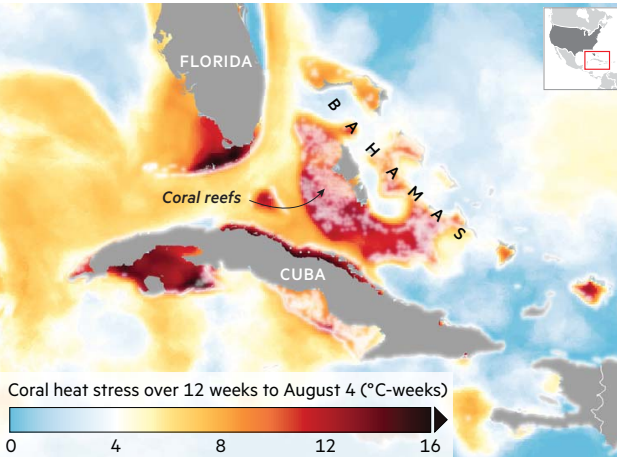 FLORIDA
BAHAMAS
Coral reefs
CUBA
Coral heat stress over 12 weeks to August 4 (°C-weeks)
0 4 8 12 16